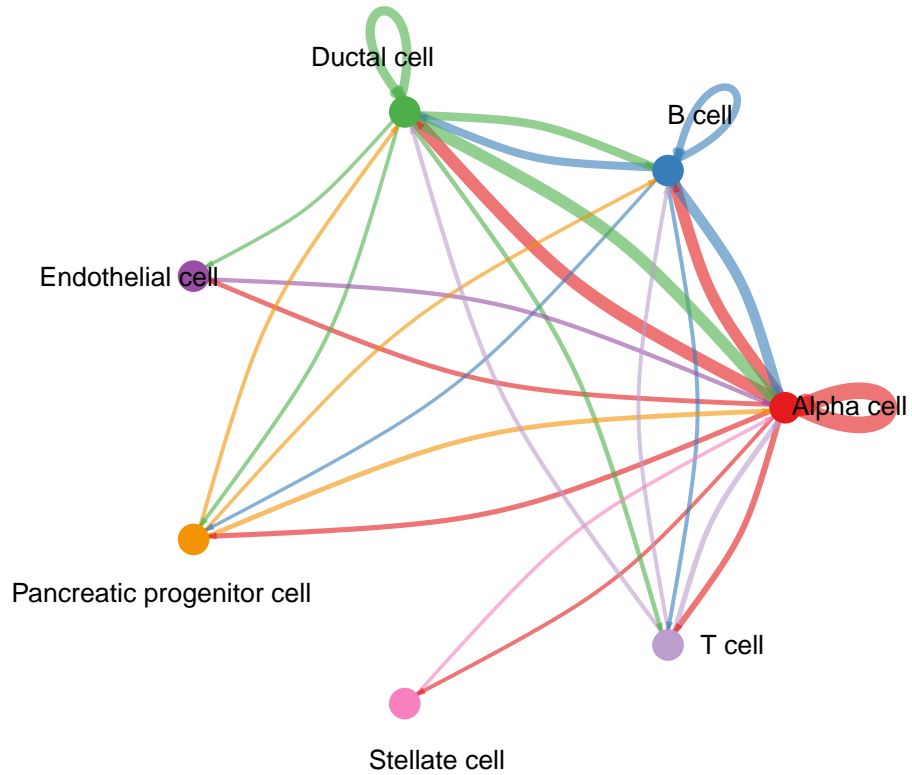 Ductal cell
B cell
Endothelial cell
Alpha cell
Pancreatic progenitor cell
T cell
Stellate cell